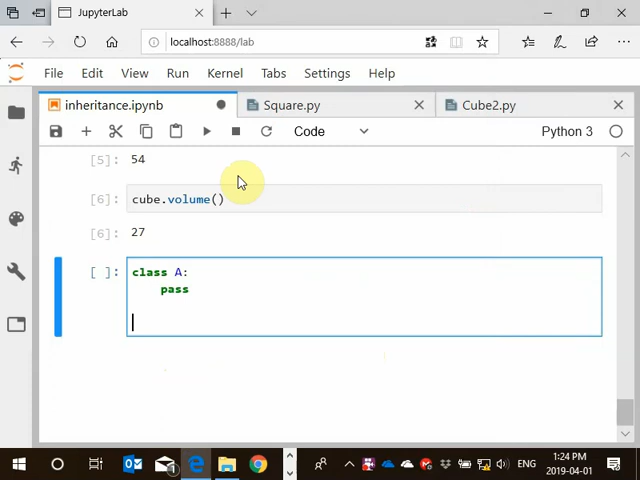 JupyterLab
localhost:8888/lab
File Edit View Run Kernel Tabs Settings Help
inheritance.ipynb Square.py Cube2.py
Code Python 3
[5]: 54
[6]: cube.volume()
[6]: 27
[ ]: class A:
pass
1 ENG 1:24 PM
2019-04-01